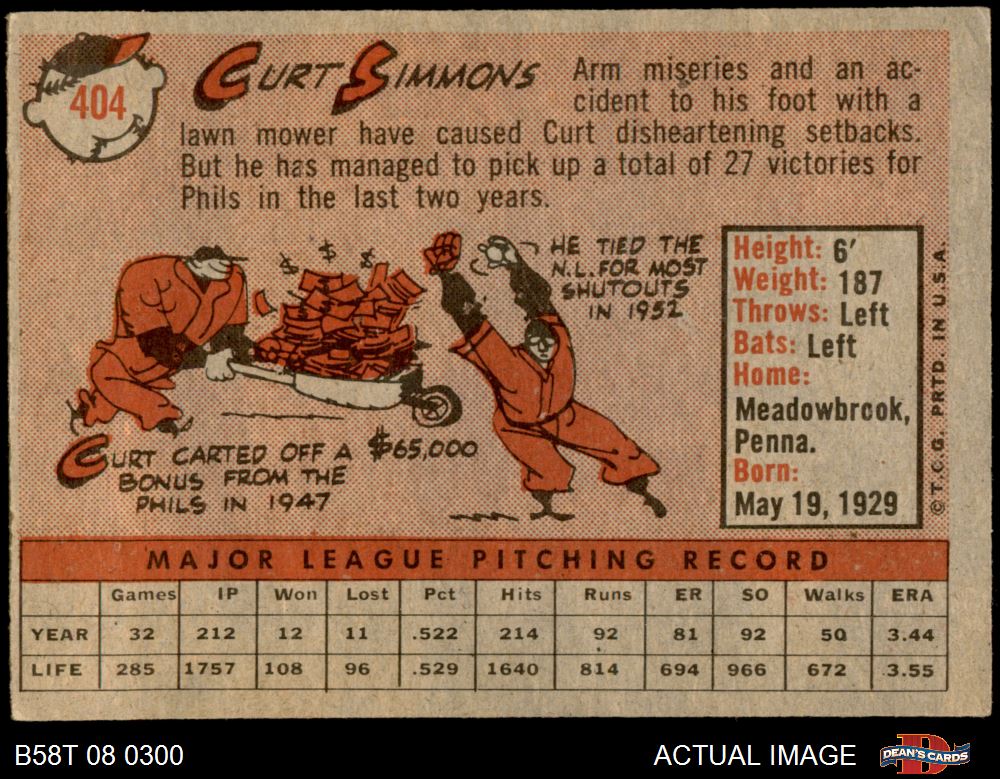 404
CURT SIMMONS
Arm miseries and an ac-
cident to his foot with a
lawn mower have caused Curt disheartening setbacks.
But he has managed to pick up a total of 27 victories for
Phils in the last two years.
$ $ $
HE TIED THE
N.L. FOR MOST
SHUTOUTS
IN 1952
CURT CARTED OFF A $65,000
BONUS FROM THE
PHILS IN 1947
Height: 6'
Weight: 187
Throws: Left
Bats: Left
Home:
Meadowbrook,
Penna.
Born:
May 19, 1929
©T.C.G. PRTD. IN U.S.A.
MAJOR LEAGUE PITCHING RECORD
Games IP Won Lost Pct Hits Runs ER SO Walks ERA
YEAR 32 212 12 11 .522 214 92 81 92 50 3.44
LIFE 285 1757 108 96 .529 1640 814 694 966 672 3.55
B58T 08 0300
ACTUAL IMAGE
D
DEAN'S CARDS